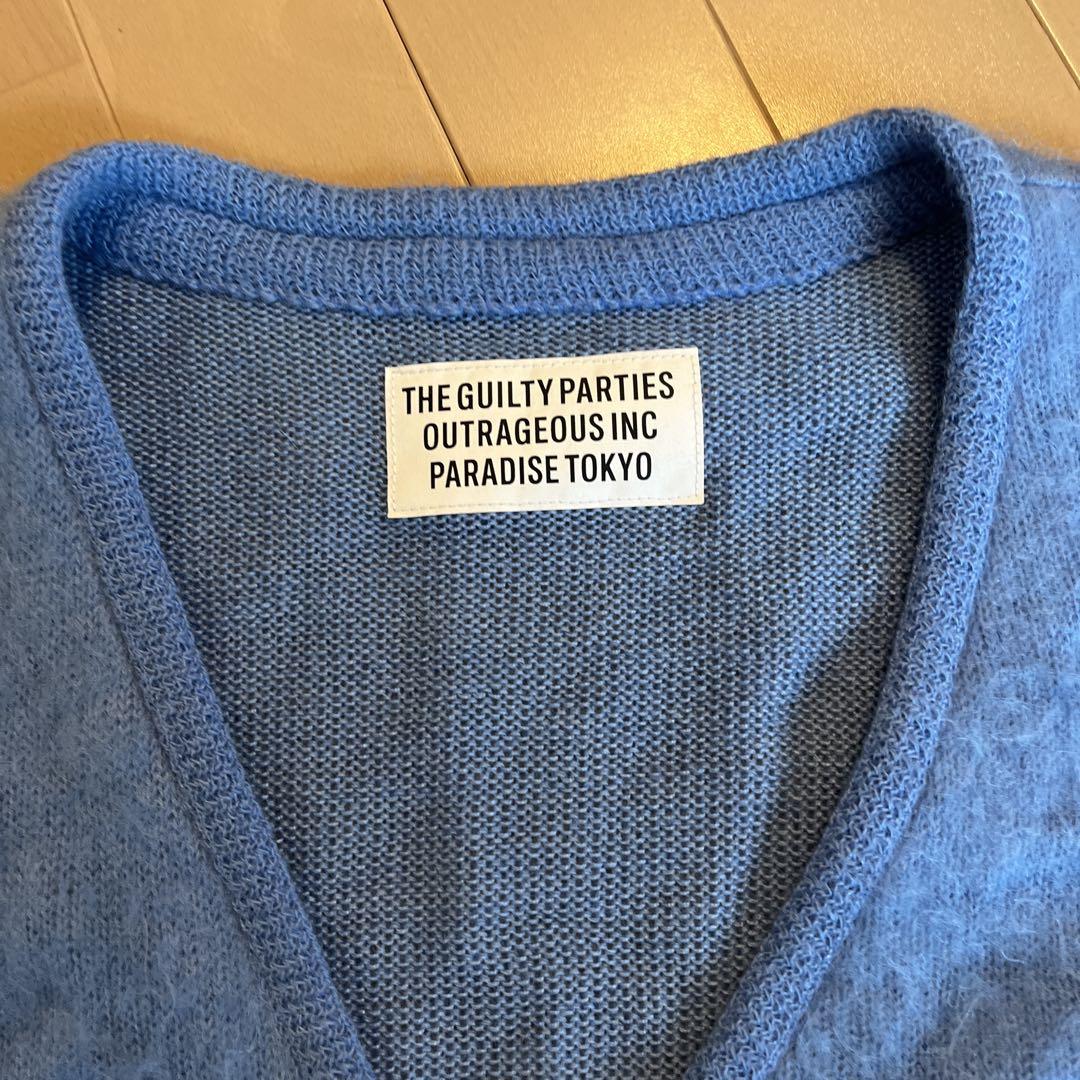 THE GUILTY PARTIES
OUTRAGEOUS INC
PARADISE TOKYO